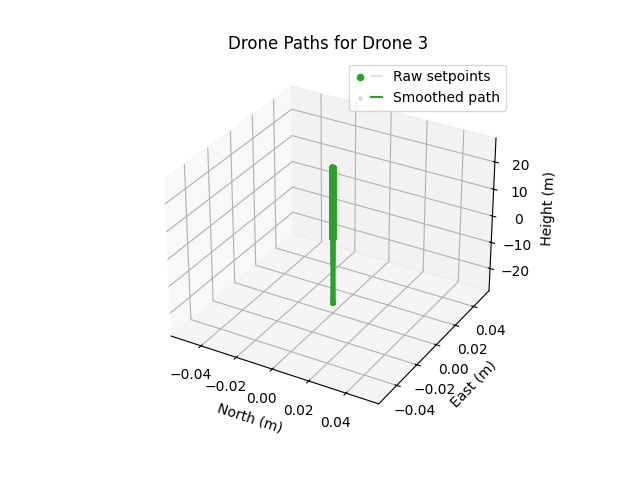 Drone Paths for Drone 3
Raw setpoints
Smoothed path
20
10
0
−10
−20
Height (m)
0.04
0.02
0.00
−0.02
−0.04
East (m)
−0.04
−0.02
0.00
0.02
0.04
North (m)